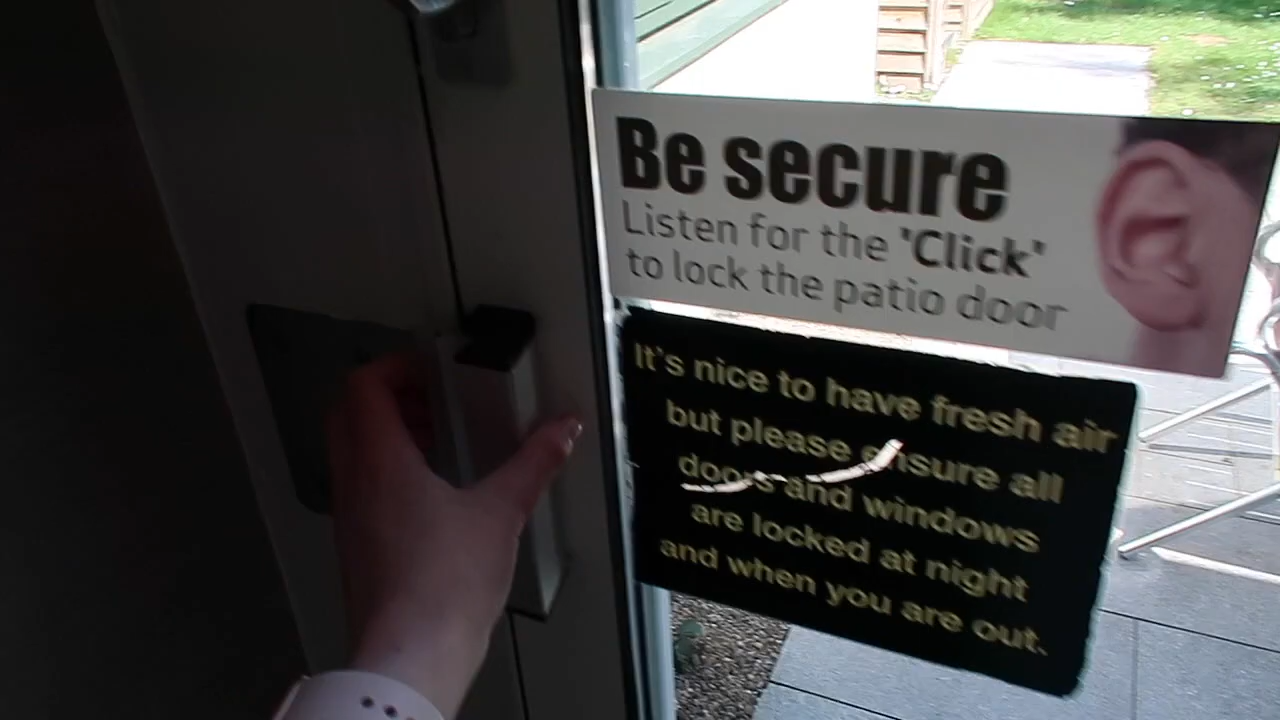 Be secure
Listen for the 'Click'
to lock the patio door
It's nice to have fresh air
but please ensure all
doors and windows
are locked at night
and when you are out.